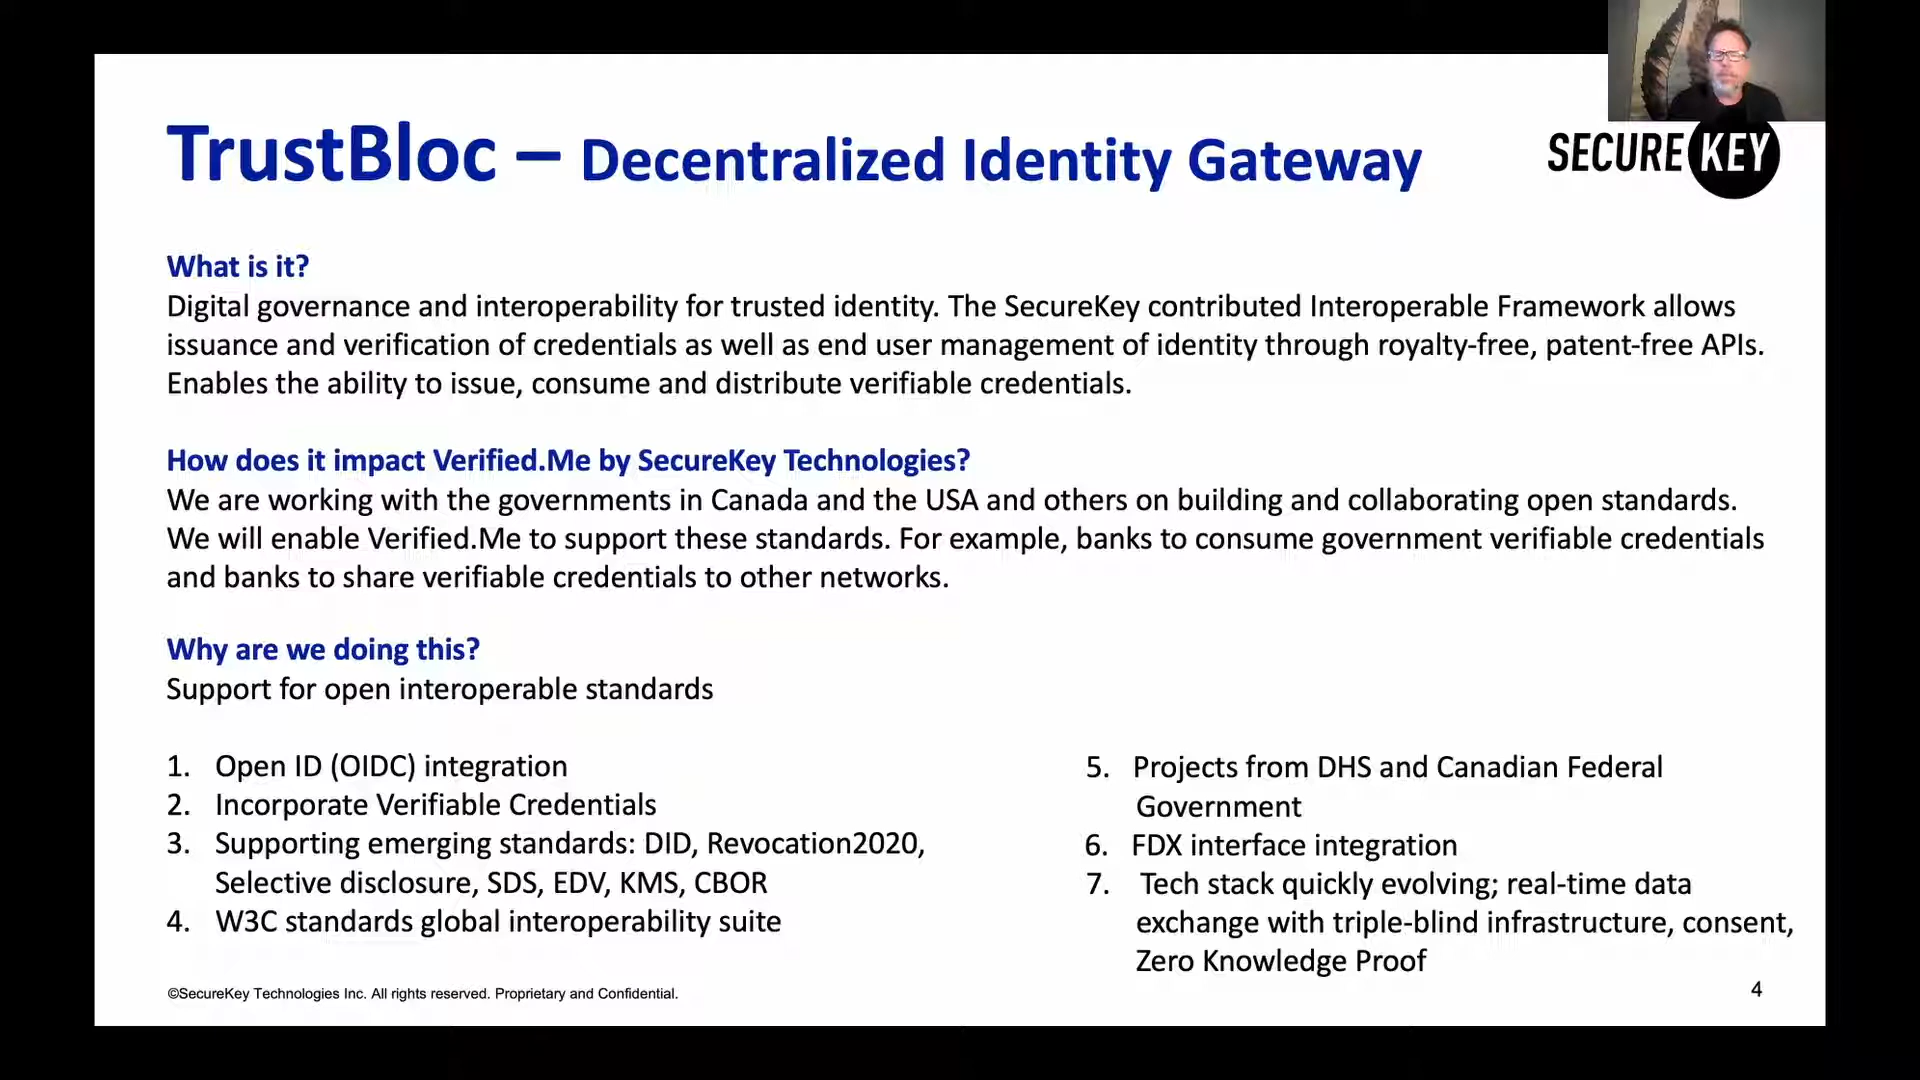 TrustBloc – Decentralized Identity Gateway
SECUREKEY
What is it?
Digital governance and interoperability for trusted identity. The SecureKey contributed Interoperable Framework allows
issuance and verification of credentials as well as end user management of identity through royalty-free, patent-free APIs.
Enables the ability to issue, consume and distribute verifiable credentials.
How does it impact Verified.Me by SecureKey Technologies?
We are working with the governments in Canada and the USA and others on building and collaborating open standards.
We will enable Verified.Me to support these standards. For example, banks to consume government verifiable credentials
and banks to share verifiable credentials to other networks.
Why are we doing this?
Support for open interoperable standards
1. Open ID (OIDC) integration
2. Incorporate Verifiable Credentials
3. Supporting emerging standards: DID, Revocation2020,
Selective disclosure, SDS, EDV, KMS, CBOR
4. W3C standards global interoperability suite
5. Projects from DHS and Canadian Federal
Government
6. FDX interface integration
7. Tech stack quickly evolving; real-time data
exchange with triple-blind infrastructure, consent,
Zero Knowledge Proof
©SecureKey Technologies Inc. All rights reserved. Proprietary and Confidential.
4